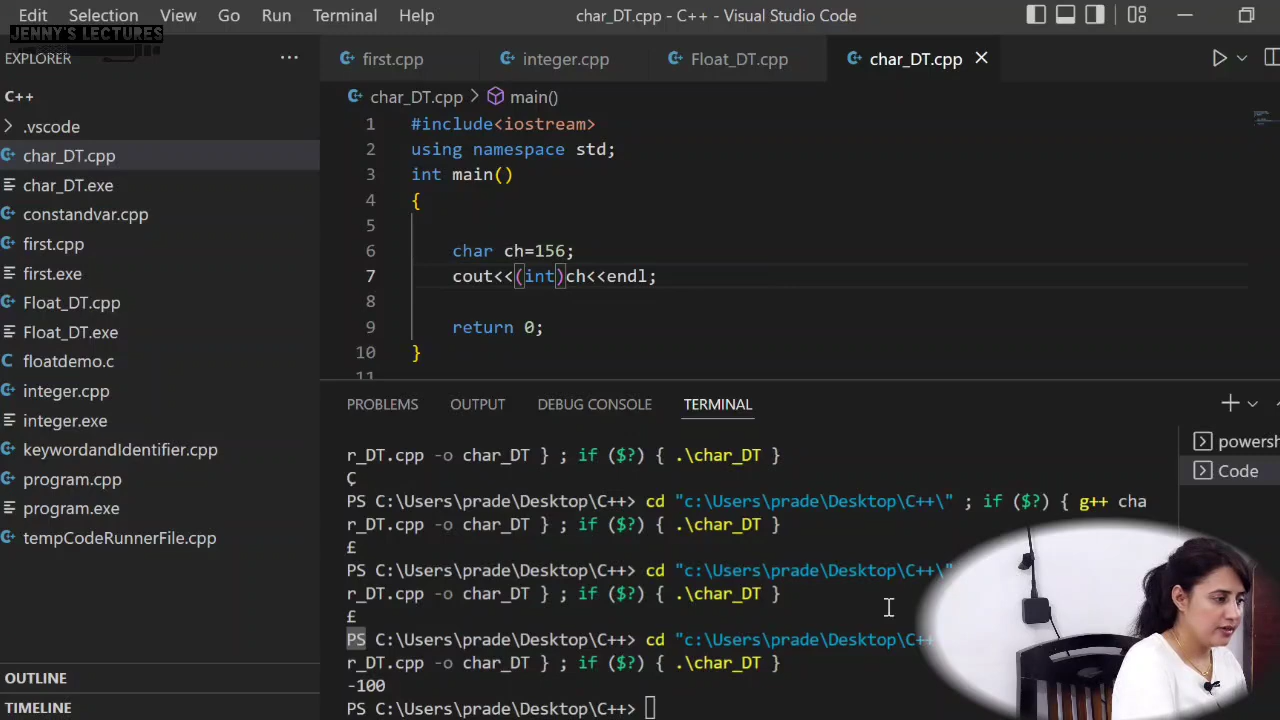 Edit Selection View Go Run Terminal Help char_DT.cpp - C++ - Visual Studio Code
JENNY'S LECTURES
EXPLORER
C++
.vscode
char_DT.cpp
char_DT.exe
constandvar.cpp
first.cpp
first.exe
Float_DT.cpp
Float_DT.exe
floatdemo.c
integer.cpp
integer.exe
keywordandIdentifier.cpp
program.cpp
program.exe
tempCodeRunnerFile.cpp
OUTLINE
TIMELINE
first.cpp integer.cpp Float_DT.cpp char_DT.cpp
char_DT.cpp > main()
1 #include<iostream>
2 using namespace std;
3 int main()
4 {
5
6 char ch=156;
7 cout<<(int)ch<<endl;
8
9 return 0;
10 }
11
PROBLEMS OUTPUT DEBUG CONSOLE TERMINAL
r_DT.cpp -o char_DT } ; if ($?) { .\char_DT }
Ç
PS C:\Users\prade\Desktop\C++> cd "c:\Users\prade\Desktop\C++\" ; if ($?) { g++ cha
r_DT.cpp -o char_DT } ; if ($?) { .\char_DT }
£
PS C:\Users\prade\Desktop\C++> cd "c:\Users\prade\Desktop\C++\"
r_DT.cpp -o char_DT } ; if ($?) { .\char_DT }
£
PS C:\Users\prade\Desktop\C++> cd "c:\Users\prade\Desktop\C++
r_DT.cpp -o char_DT } ; if ($?) { .\char_DT }
-100
PS C:\Users\prade\Desktop\C++>
powersh
Code